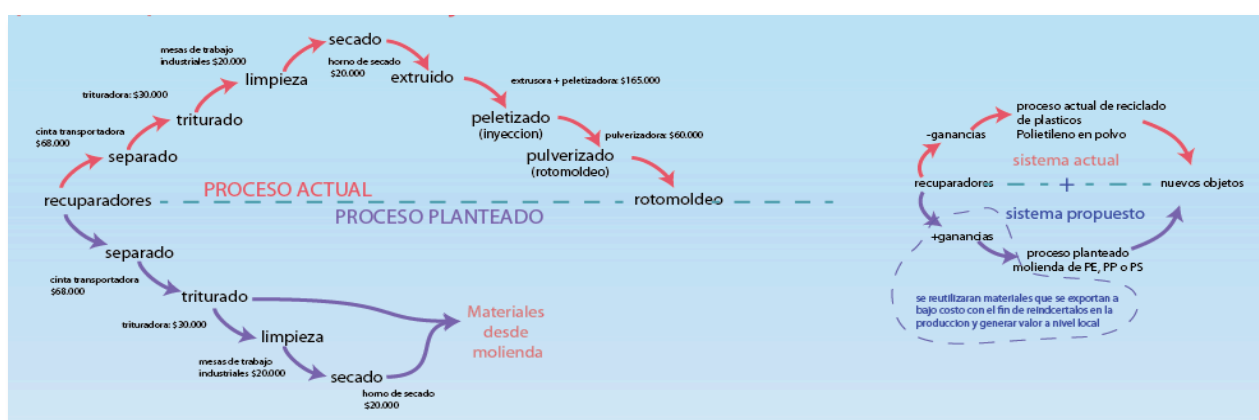 secado
mesas de trabajo
industriales $20.000
horno de secado
$20.000
limpieza
extruido
extrusora + peletizadora: $165.000
trituradora: $30.000
triturado
peletizado
(inyeccion)
cinta transportadora
$68.000
separado
pulverizadora: $60.000
pulverizado
(rotomoldeo)
PROCESO ACTUAL
recuparadores
rotomoldeo
PROCESO PLANTEADO
separado
cinta transportadora
$68.000
triturado
trituradora: $30.000
limpieza
Materiales
desde
molienda
mesas de trabajo
industriales $20.000
secado
horno de secado
$20.000
proceso actual de reciclado
de plasticos
Polietileno en polvo
-ganancias
sistema actual
recuparadores
+
nuevos objetos
sistema propuesto
+ganancias
proceso planteado
molienda de PE, PP o PS
se reutilizaran materiales que se exportan a
bajo costo con el fin de reindcertalos en la
produccion y generar valor a nivel local